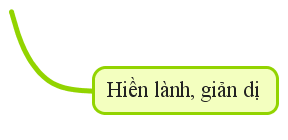 Hiền lành, giản dị